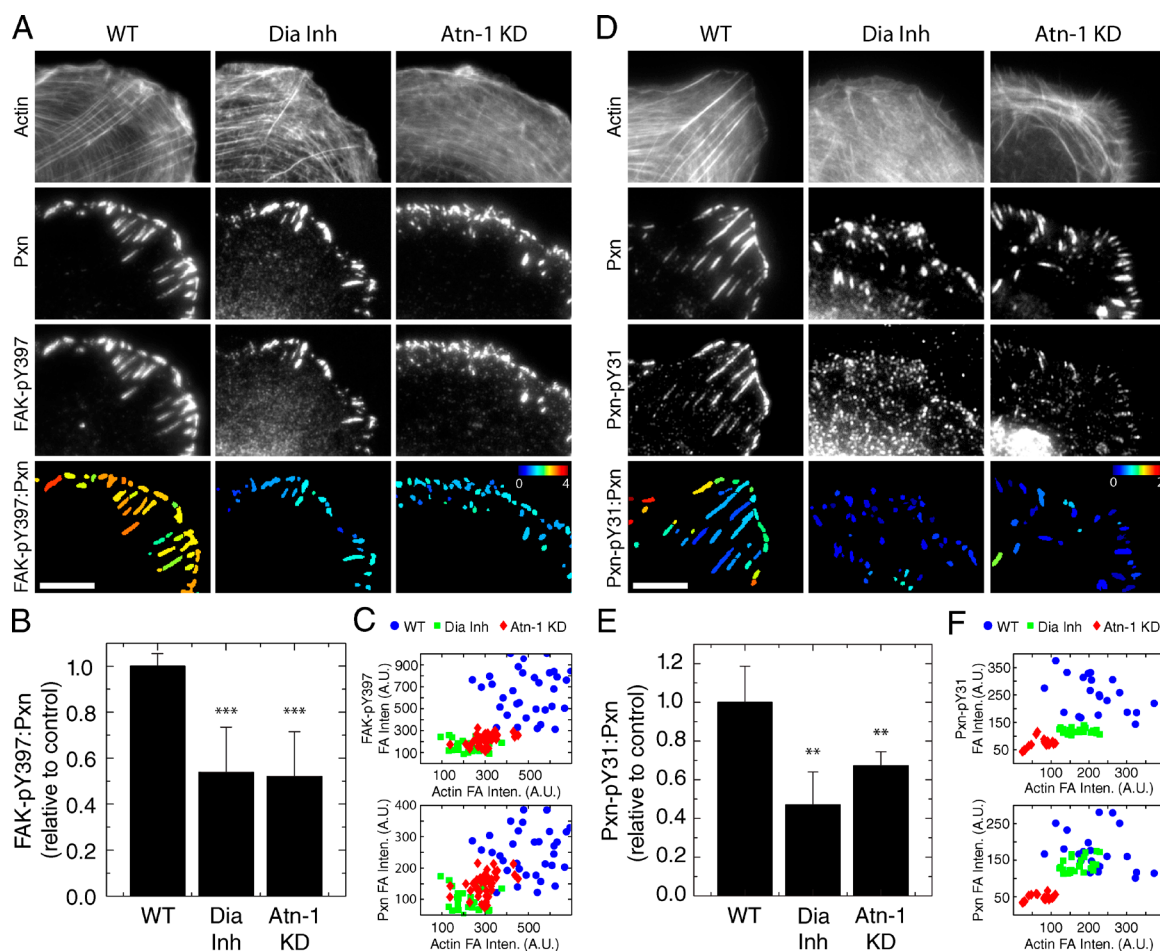 A
WT
Dia Inh
Atn-1 KD
Actin
Pxn
FAK-pY397
FAK-pY397:Pxn
0
4
D
WT
Dia Inh
Atn-1 KD
Actin
Pxn
Pxn-pY31
Pxn-pY31:Pxn
0
2
B
FAK-pY397:Pxn
(relative to control)
1.0
0.8
0.6
0.4
0.2
0.0
***
***
WT
Dia
Inh
Atn-1
KD
C
WT
Dia Inh
Atn-1 KD
FAK-pY397
FA Inten. (A.U.)
900
700
500
300
100
100
300
500
Actin FA Inten. (A.U.)
Pxn FA Inten. (A.U.)
400
300
200
100
100
300
500
Actin FA Inten. (A.U.)
E
Pxn-pY31:Pxn
(relative to control)
1.2
1.0
0.8
0.6
0.4
0.2
0.0
**
**
WT
Dia
Inh
Atn-1
KD
F
WT
Dia Inh
Atn-1 KD
Pxn-pY31
FA Inten. (A.U.)
350
250
150
50
0
100
200
300
Actin FA Inten. (A.U.)
Pxn
FA Inten. (A.U.)
250
150
50
0
100
200
300
Actin FA Inten. (A.U.)